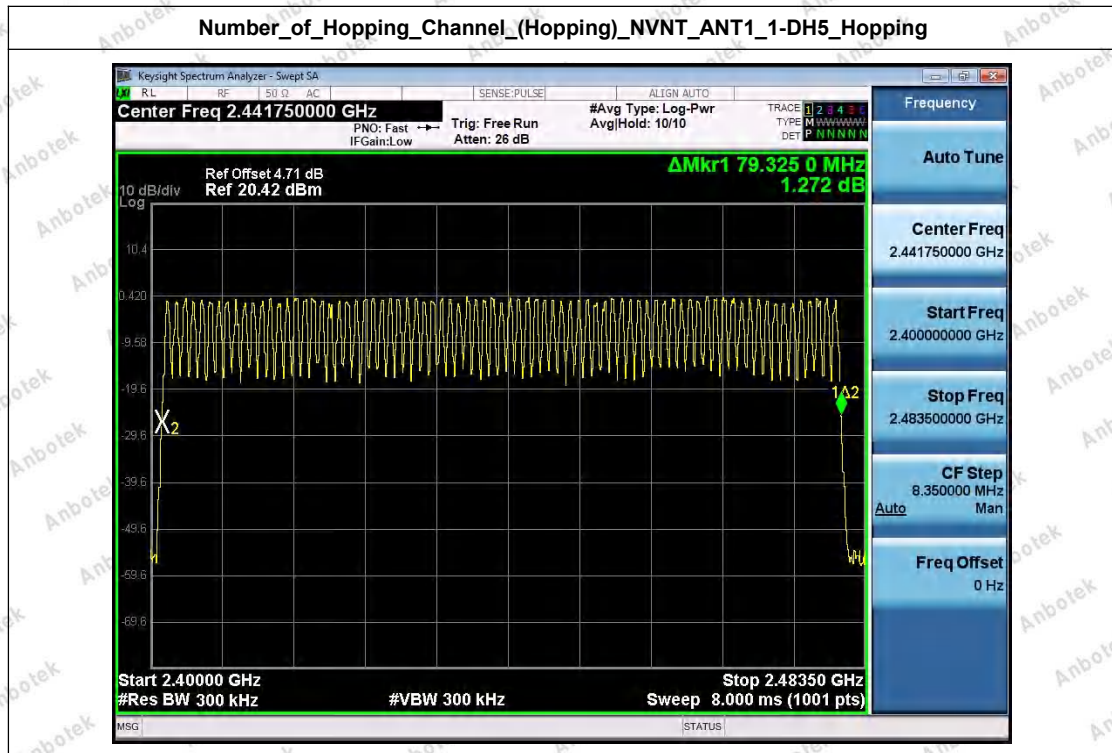 Number_of_Hopping_Channel_(Hopping)_NVNT_ANT1_1-DH5_Hopping
Keysight Spectrum Analyzer - Swept SA
RL RF 50 Ω AC SENSE:PULSE ALIGN AUTO
Center Freq 2.441750000 GHz
PNO: Fast
IFGain:Low
Trig: Free Run
Atten: 26 dB
#Avg Type: Log-Pwr
Avg|Hold: 10/10
TRACE 1 2 3 4 5 6
TYPE M WWWWW
DET P N N N N N
ΔMkr1 79.325 0 MHz
1.272 dB
Ref Offset 4.71 dB
Ref 20.42 dBm
10 dB/div
Log
10.4
0.420
-9.58
-19.6
-29.6
-39.6
-49.6
-59.6
-69.6
2
1Δ2
Start 2.40000 GHz
Stop 2.48350 GHz
#Res BW 300 kHz
#VBW 300 kHz
Sweep 8.000 ms (1001 pts)
MSG
STATUS
Frequency
Auto Tune
Center Freq
2.441750000 GHz
Start Freq
2.400000000 GHz
Stop Freq
2.483500000 GHz
CF Step
8.350000 MHz
Auto Man
Freq Offset
0 Hz
Anbotek